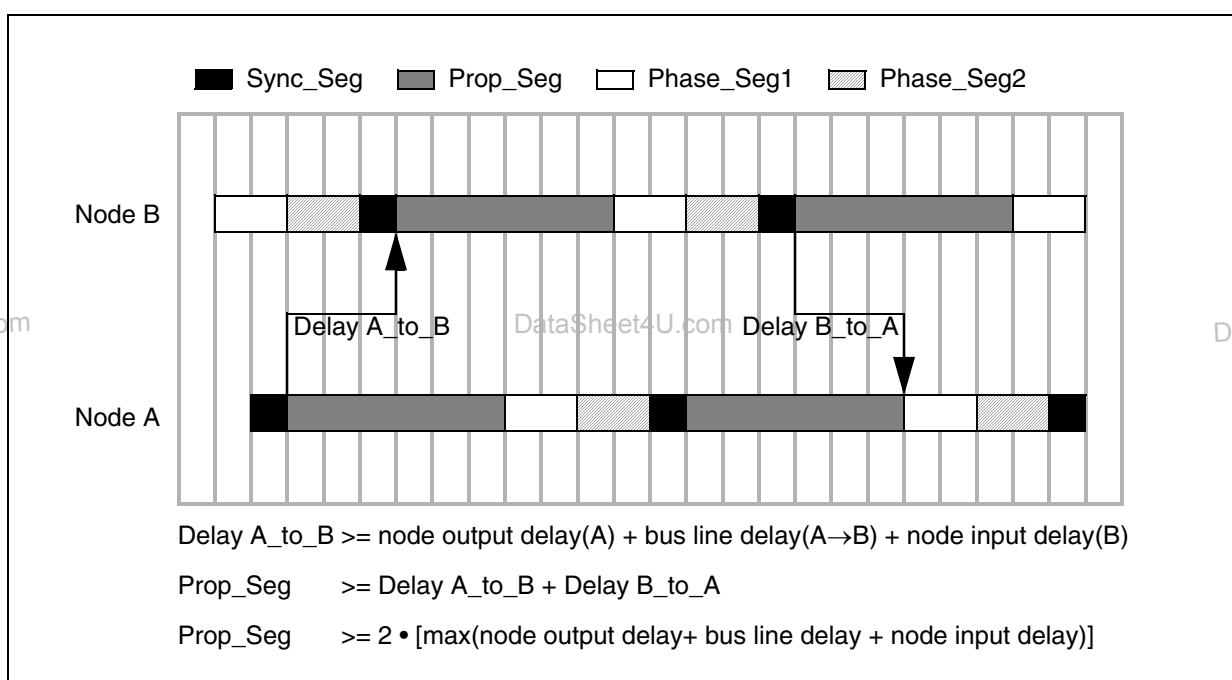 Sync_Seg Prop_Seg Phase_Seg1 Phase_Seg2
Node B
om
Delay A_to_B
DataSheet4U.com
Delay B_to_A
D
Node A
Delay A_to_B >= node output delay(A) + bus line delay(A→B) + node input delay(B)
Prop_Seg >= Delay A_to_B + Delay B_to_A
Prop_Seg >= 2 • [max(node output delay+ bus line delay + node input delay)]